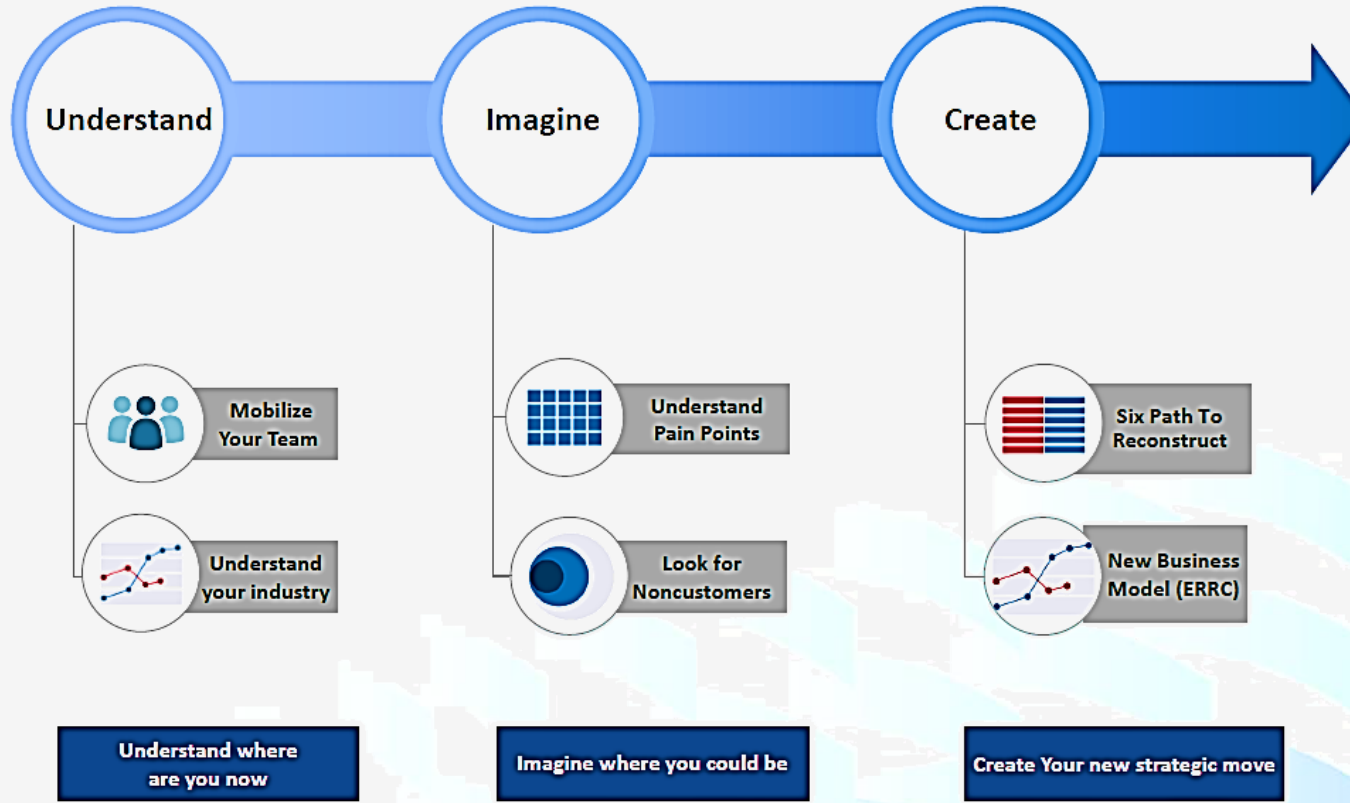 Understand
Imagine
Create
Mobilize
Your Team
Understand
your industry
Understand
Pain Points
Look for
Noncustomers
Six Path To
Reconstruct
New Business
Model (ERRC)
Understand where
are you now
Imagine where you could be
Create Your new strategic move